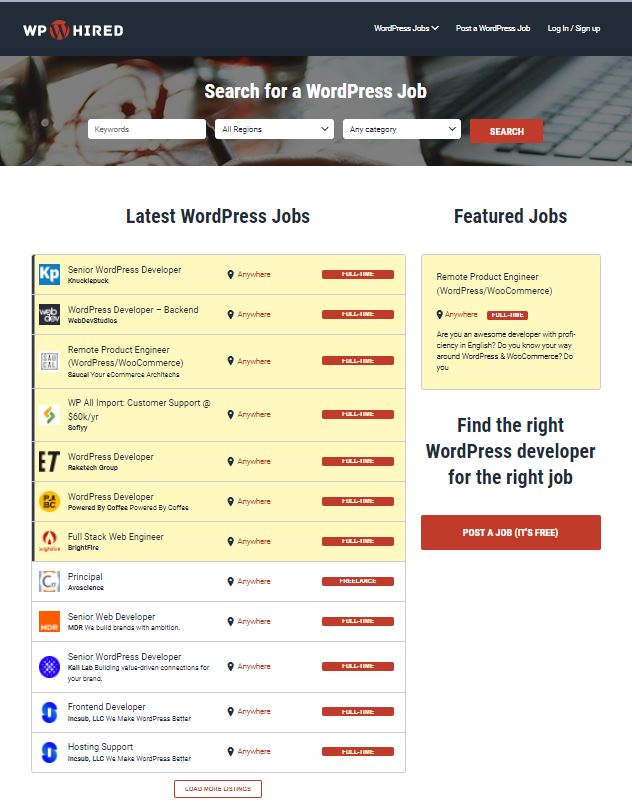 WP HIRED
WordPress Jobs
Post a WordPress Job
Log In / Sign up
Search for a WordPress Job
Keywords
All Regions
Any category
SEARCH
Latest WordPress Jobs
Kp
Senior WordPress Developer
Knucklepuck
Anywhere
FULL-TIME
web dev
WordPress Developer – Backend
WebDevStudios
Anywhere
FULL-TIME
SAU
CAL
Remote Product Engineer
(WordPress/WooCommerce)
Saucal Your eCommerce Architechs
Anywhere
FULL-TIME
WP All Import: Customer Support @
$60k/yr
Soflyy
Anywhere
FULL-TIME
ET
WordPress Developer
Raketech Group
Anywhere
FULL-TIME
WordPress Developer
Powered By Coffee Powered By Coffee
Anywhere
FULL-TIME
brightfire
Full Stack Web Engineer
BrightFire
Anywhere
FULL-TIME
Principal
Avoscience
Anywhere
FREELANCE
MDR
Senior Web Developer
MDR We build brands with ambition.
Anywhere
FULL-TIME
Senior WordPress Developer
Kali Lab Building value-driven connections for
your brand.
Anywhere
FULL-TIME
Frontend Developer
Incsub, LLC We Make WordPress Better
Anywhere
FULL-TIME
Hosting Support
Incsub, LLC We Make WordPress Better
Anywhere
FULL-TIME
LOAD MORE LISTINGS
Featured Jobs
Remote Product Engineer
(WordPress/WooCommerce)
Anywhere FULL-TIME
Are you an awesome developer with profi-
ciency in English? Do you know your way
around WordPress & WooCommerce? Do
you
Find the right
WordPress developer
for the right job
POST A JOB (IT'S FREE)